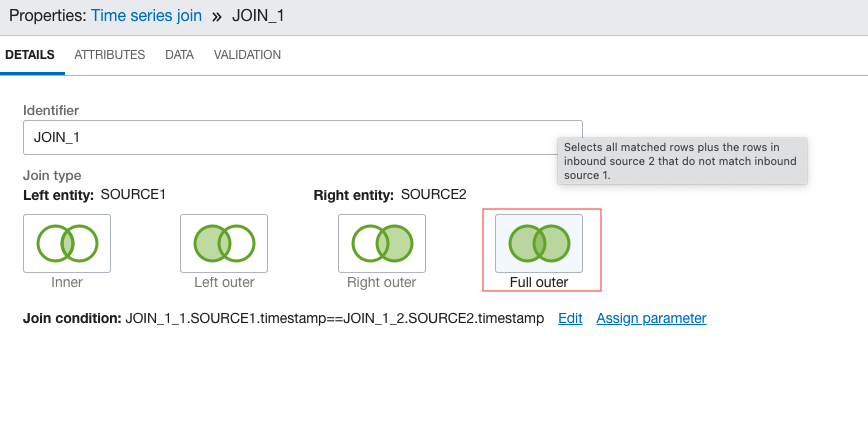 Properties: Time series join » JOIN_1
DETAILS ATTRIBUTES DATA VALIDATION
Identifier
JOIN_1
Selects all matched rows plus the rows in
inbound source 2 that do not match inbound
source 1.
Join type
Left entity: SOURCE1 Right entity: SOURCE2
Inner Left outer Right outer Full outer
Join condition: JOIN_1_1.SOURCE1.timestamp==JOIN_1_2.SOURCE2.timestamp Edit Assign parameter